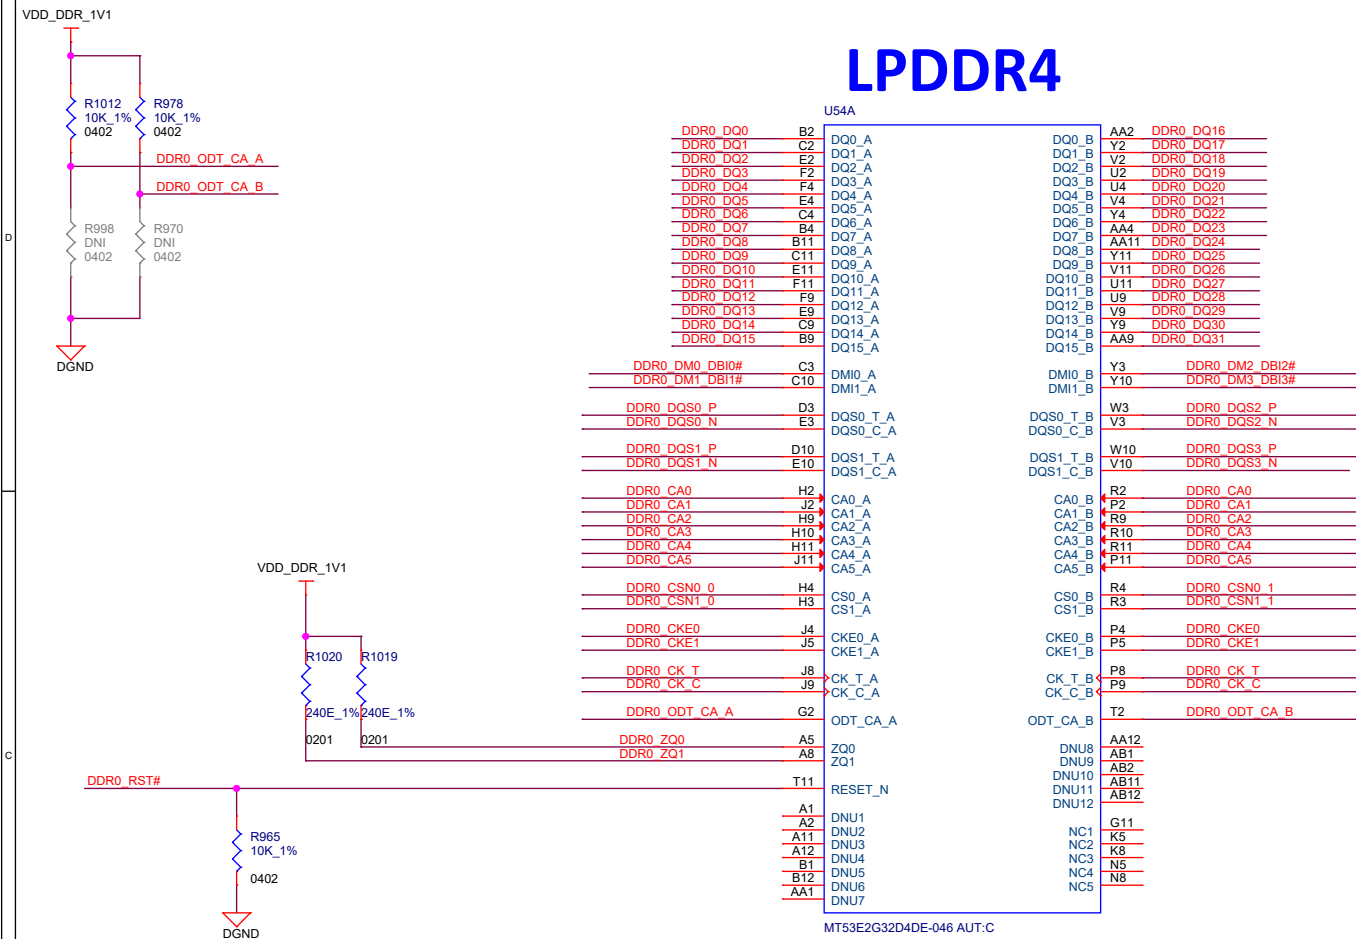 VDD_DDR_1V1
LPDDR4
R1012
10K_1%
0402
R978
10K_1%
0402
DDR0_ODT_CA_A
DDR0_ODT_CA_B
R998
DNI
0402
R970
DNI
0402
DGND
D
C
U54A
DDR0_DQ0 B2 DQ0_A DQ0_B AA2 DDR0_DQ16
DDR0_DQ1 C2 DQ1_A DQ1_B Y2 DDR0_DQ17
DDR0_DQ2 E2 DQ2_A DQ2_B V2 DDR0_DQ18
DDR0_DQ3 F2 DQ3_A DQ3_B U2 DDR0_DQ19
DDR0_DQ4 F4 DQ4_A DQ4_B U4 DDR0_DQ20
DDR0_DQ5 E4 DQ5_A DQ5_B V4 DDR0_DQ21
DDR0_DQ6 C4 DQ6_A DQ6_B Y4 DDR0_DQ22
DDR0_DQ7 B4 DQ7_A DQ7_B AA4 DDR0_DQ23
DDR0_DQ8 B11 DQ8_A DQ8_B AA11 DDR0_DQ24
DDR0_DQ9 C11 DQ9_A DQ9_B Y11 DDR0_DQ25
DDR0_DQ10 E11 DQ10_A DQ10_B V11 DDR0_DQ26
DDR0_DQ11 F11 DQ11_A DQ11_B U11 DDR0_DQ27
DDR0_DQ12 F9 DQ12_A DQ12_B U9 DDR0_DQ28
DDR0_DQ13 E9 DQ13_A DQ13_B V9 DDR0_DQ29
DDR0_DQ14 C9 DQ14_A DQ14_B Y9 DDR0_DQ30
DDR0_DQ15 B9 DQ15_A DQ15_B AA9 DDR0_DQ31
DDR0_DM0_DBI0# C3 DMI0_A DMI0_B Y3 DDR0_DM2_DBI2#
DDR0_DM1_DBI1# C10 DMI1_A DMI1_B Y10 DDR0_DM3_DBI3#
DDR0_DQS0_P D3 DQS0_T_A DQS0_T_B W3 DDR0_DQS2_P
DDR0_DQS0_N E3 DQS0_C_A DQS0_C_B V3 DDR0_DQS2_N
DDR0_DQS1_P D10 DQS1_T_A DQS1_T_B W10 DDR0_DQS3_P
DDR0_DQS1_N E10 DQS1_C_A DQS1_C_B V10 DDR0_DQS3_N
DDR0_CA0 H2 CA0_A CA0_B R2 DDR0_CA0
DDR0_CA1 J2 CA1_A CA1_B P2 DDR0_CA1
DDR0_CA2 H9 CA2_A CA2_B R9 DDR0_CA2
DDR0_CA3 H10 CA3_A CA3_B R10 DDR0_CA3
DDR0_CA4 H11 CA4_A CA4_B R11 DDR0_CA4
DDR0_CA5 J11 CA5_A CA5_B P11 DDR0_CA5
DDR0_CSN0_0 H4 CS0_A CS0_B R4 DDR0_CSN0_1
DDR0_CSN1_0 H3 CS1_A CS1_B R3 DDR0_CSN1_1
DDR0_CKE0 J4 CKE0_A CKE0_B P4 DDR0_CKE0
DDR0_CKE1 J5 CKE1_A CKE1_B P5 DDR0_CKE1
DDR0_CK_T J8 CK_T_A CK_T_B P8 DDR0_CK_T
DDR0_CK_C J9 CK_C_A CK_C_B P9 DDR0_CK_C
DDR0_ODT_CA_A G2 ODT_CA_A ODT_CA_B T2 DDR0_ODT_CA_B
DDR0_ZQ0 A5 ZQ0 DNU8 AA12
DDR0_ZQ1 A8 ZQ1 DNU9 AB1
DNU10 AB2
T11 RESET_N DNU11 AB11
DNU12 AB12
A1 DNU1
A2 DNU2 NC1 G11
A11 DNU3 NC2 K5
A12 DNU4 NC3 K8
B1 DNU5 NC4 N5
B12 DNU6 NC5 N8
AA1 DNU7
MT53E2G32D4DE-046 AUT:C
VDD_DDR_1V1
R1020 R1019
240E_1% 240E_1%
0201 0201
DDR0_RST#
R965
10K_1%
0402
DGND